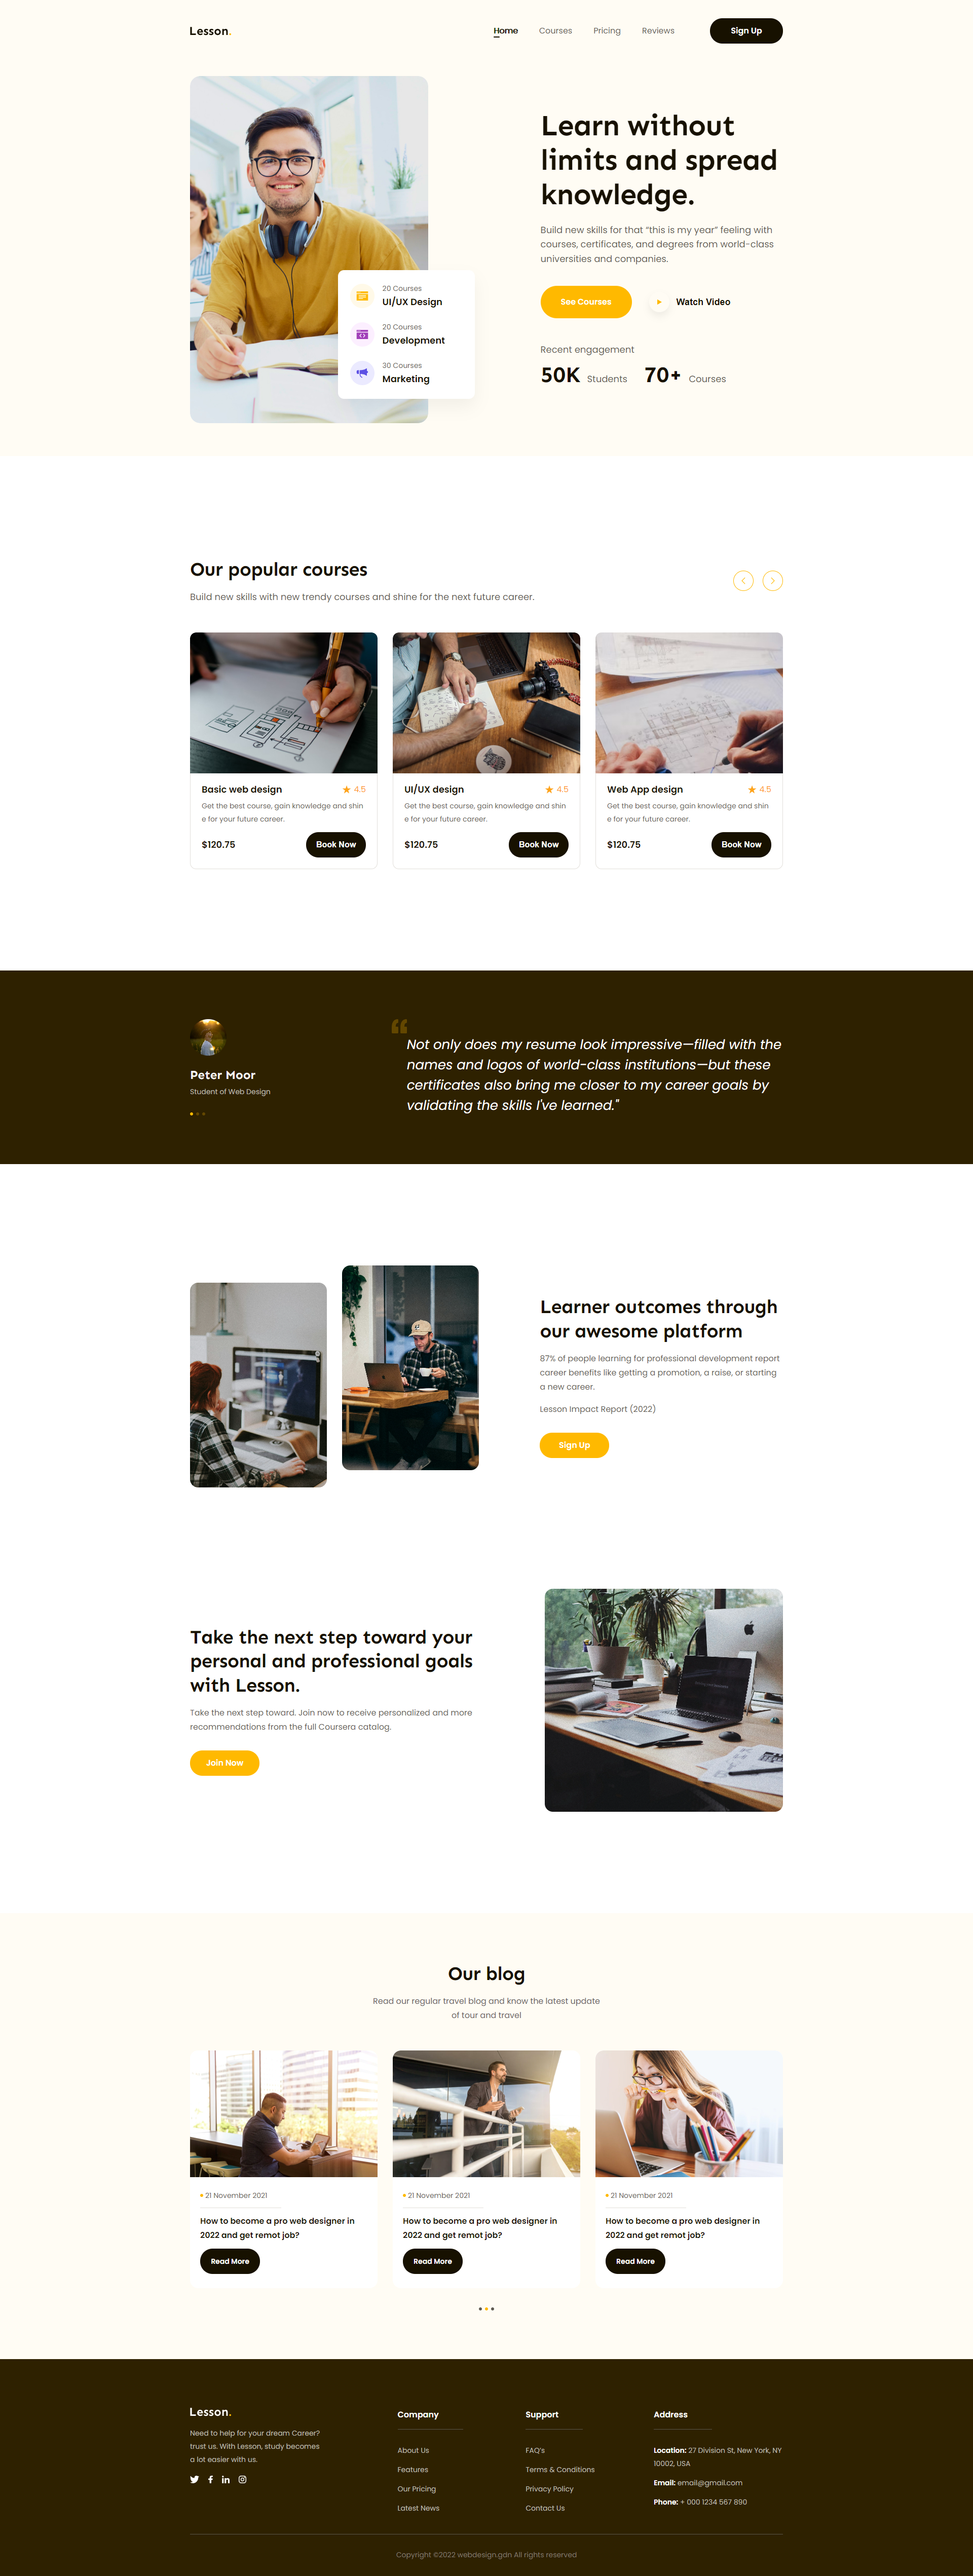 Lesson.
Home
Courses
Pricing
Reviews
Sign Up
Learn without
limits and spread
knowledge.
Build new skills for that “this is my year” feeling with
courses, certificates, and degrees from world-class
universities and companies.
See Courses
Watch Video
Recent engagement
50K Students
70+ Courses
20 Courses
UI/UX Design
20 Courses
Development
30 Courses
Marketing
Our popular courses
Build new skills with new trendy courses and shine for the next future career.
Basic web design
4.5
Get the best course, gain knowledge and shin
e for your future career.
$120.75
Book Now
UI/UX design
4.5
Get the best course, gain knowledge and shin
e for your future career.
$120.75
Book Now
Web App design
4.5
Get the best course, gain knowledge and shin
e for your future career.
$120.75
Book Now
Peter Moor
Student of Web Design
“
Not only does my resume look impressive—filled with the
names and logos of world-class institutions—but these
certificates also bring me closer to my career goals by
validating the skills I've learned."
Learner outcomes through
our awesome platform
87% of people learning for professional development report
career benefits like getting a promotion, a raise, or starting
a new career.
Lesson Impact Report (2022)
Sign Up
Take the next step toward your
personal and professional goals
with Lesson.
Take the next step toward. Join now to receive personalized and more
recommendations from the full Coursera catalog.
Join Now
Our blog
Read our regular travel blog and know the latest update
of tour and travel
21 November 2021
How to become a pro web designer in
2022 and get remot job?
Read More
21 November 2021
How to become a pro web designer in
2022 and get remot job?
Read More
21 November 2021
How to become a pro web designer in
2022 and get remot job?
Read More
Lesson.
Need to help for your dream Career?
trust us. With Lesson, study becomes
a lot easier with us.
Company
About Us
Features
Our Pricing
Latest News
Support
FAQ's
Terms & Conditions
Privacy Policy
Contact Us
Address
Location: 27 Division St, New York, NY
10002, USA
Email: email@gmail.com
Phone: + 000 1234 567 890
Copyright ©2022 webdesign.gdn All rights reserved